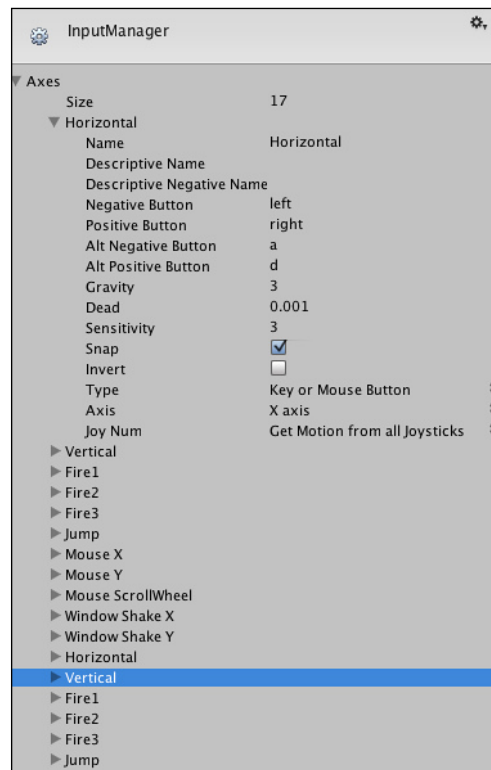 InputManager
Axes
Size 17
Horizontal
Name Horizontal
Descriptive Name
Descriptive Negative Name
Negative Button left
Positive Button right
Alt Negative Button a
Alt Positive Button d
Gravity 3
Dead 0.001
Sensitivity 3
Snap
Invert
Type Key or Mouse Button
Axis X axis
Joy Num Get Motion from all Joysticks
Vertical
Fire1
Fire2
Fire3
Jump
Mouse X
Mouse Y
Mouse ScrollWheel
Window Shake X
Window Shake Y
Horizontal
Vertical
Fire1
Fire2
Fire3
Jump